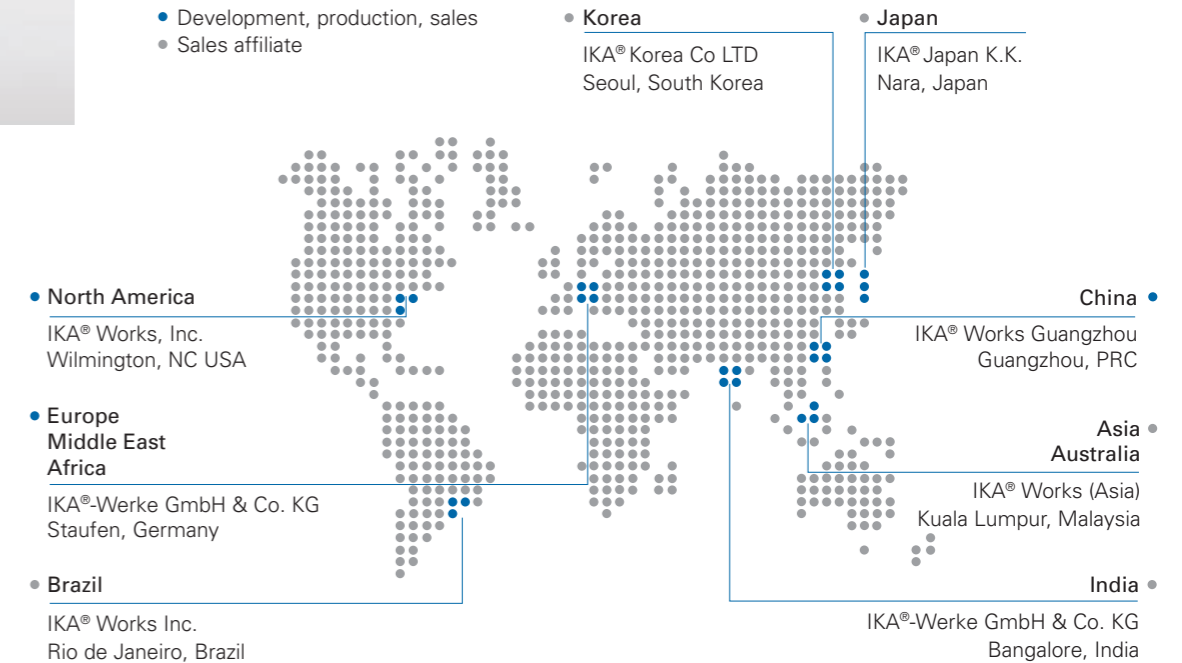 Development, production, sales
Sales affiliate
Korea
IKA® Korea Co LTD
Seoul, South Korea
Japan
IKA® Japan K.K.
Nara, Japan
North America
IKA® Works, Inc.
Wilmington, NC USA
Europe
Middle East
Africa
IKA®-Werke GmbH & Co. KG
Staufen, Germany
Brazil
IKA® Works Inc.
Rio de Janeiro, Brazil
China
IKA® Works Guangzhou
Guangzhou, PRC
Asia
Australia
IKA® Works (Asia)
Kuala Lumpur, Malaysia
India
IKA®-Werke GmbH & Co. KG
Bangalore, India